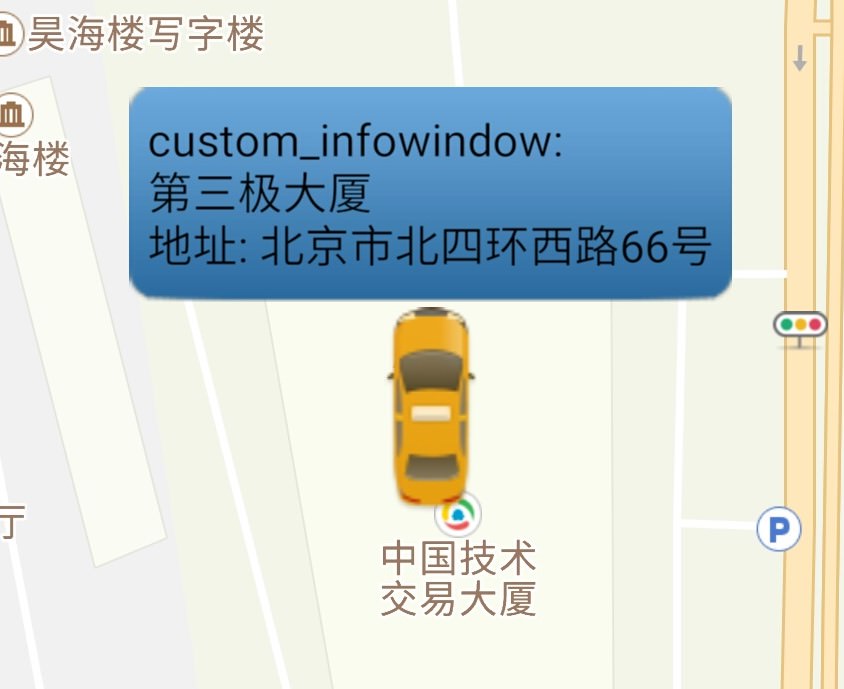 昊海楼写字楼
海楼
custom_infowindow:
第三极大厦
地址: 北京市北四环西路66号
厅
中国技术
交易大厦
P